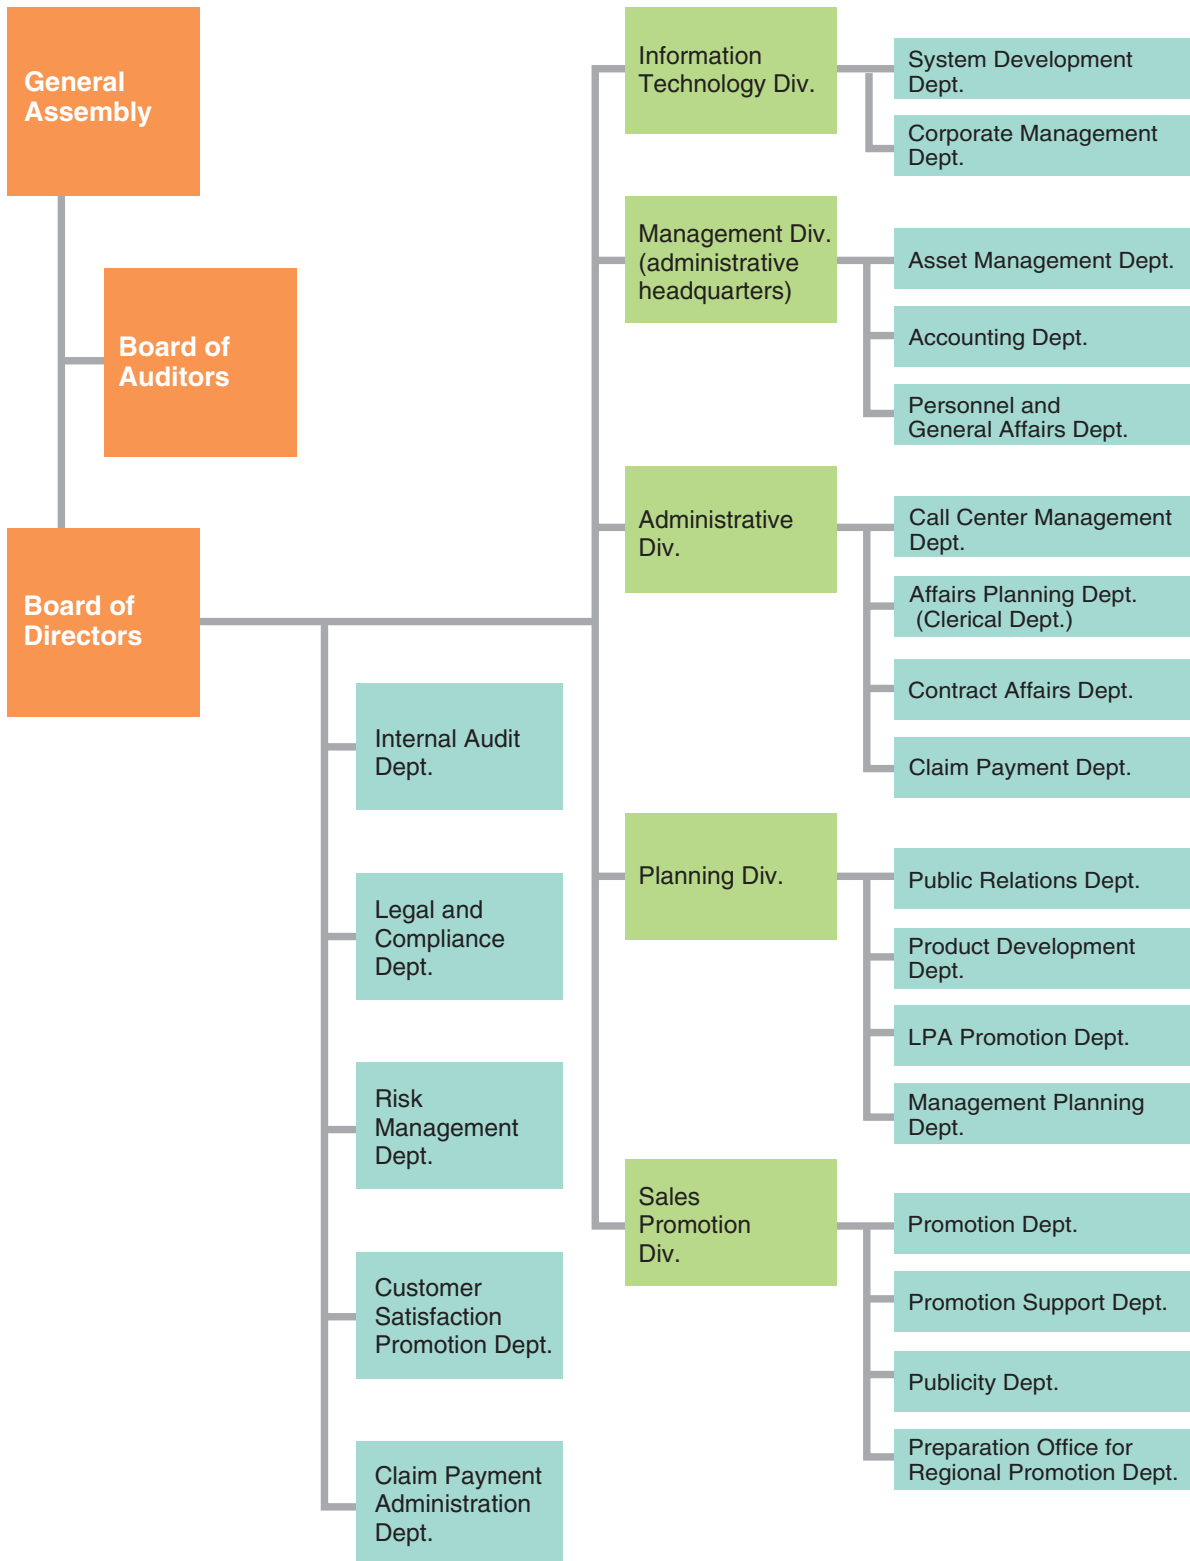 General
Assembly
Board of
Auditors
Board of
Directors
Internal Audit
Dept.
Legal and
Compliance
Dept.
Risk
Management
Dept.
Customer
Satisfaction
Promotion Dept.
Claim Payment
Administration
Dept.
Information
Technology Div.
System Development
Dept.
Corporate Management
Dept.
Management Div.
(administrative
headquarters)
Asset Management Dept.
Accounting Dept.
Personnel and
General Affairs Dept.
Administrative
Div.
Call Center Management
Dept.
Affairs Planning Dept.
(Clerical Dept.)
Contract Affairs Dept.
Claim Payment Dept.
Planning Div.
Public Relations Dept.
Product Development
Dept.
LPA Promotion Dept.
Management Planning
Dept.
Sales
Promotion
Div.
Promotion Dept.
Promotion Support Dept.
Publicity Dept.
Preparation Office for
Regional Promotion Dept.